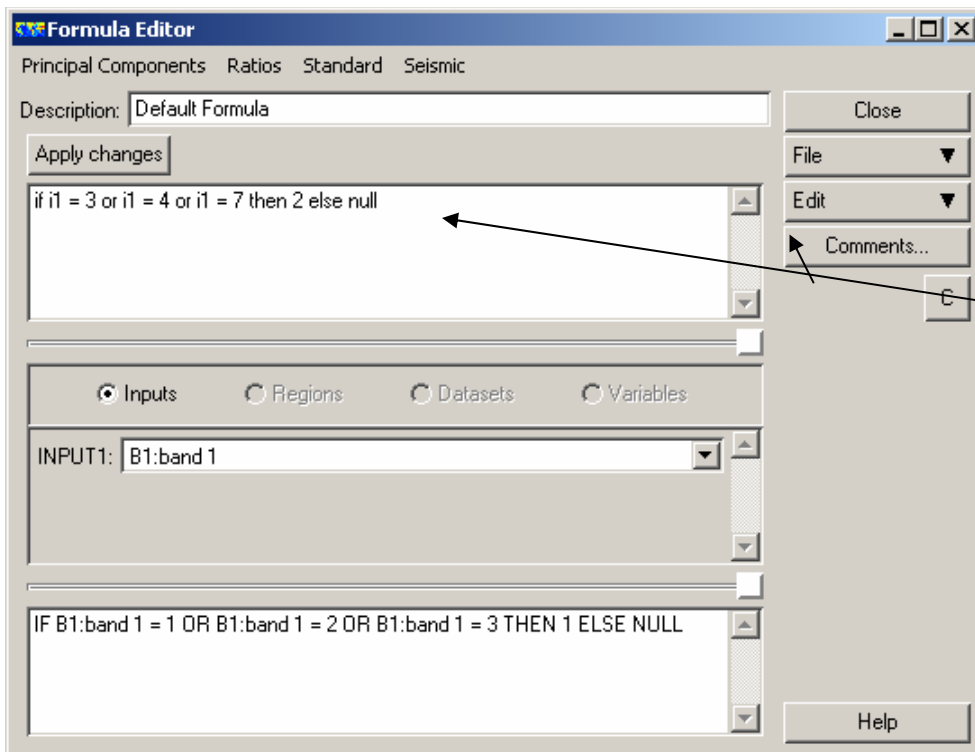 Formula Editor
Principal Components Ratios Standard Seismic
Description: Default Formula
Close
Apply changes
File
if i1 = 3 or i1 = 4 or i1 = 7 then 2 else null
Edit
Comments...
C
Inputs Regions Datasets Variables
INPUT1: B1:band 1
IF B1:band 1 = 1 OR B1:band 1 = 2 OR B1:band 1 = 3 THEN 1 ELSE NULL
Help